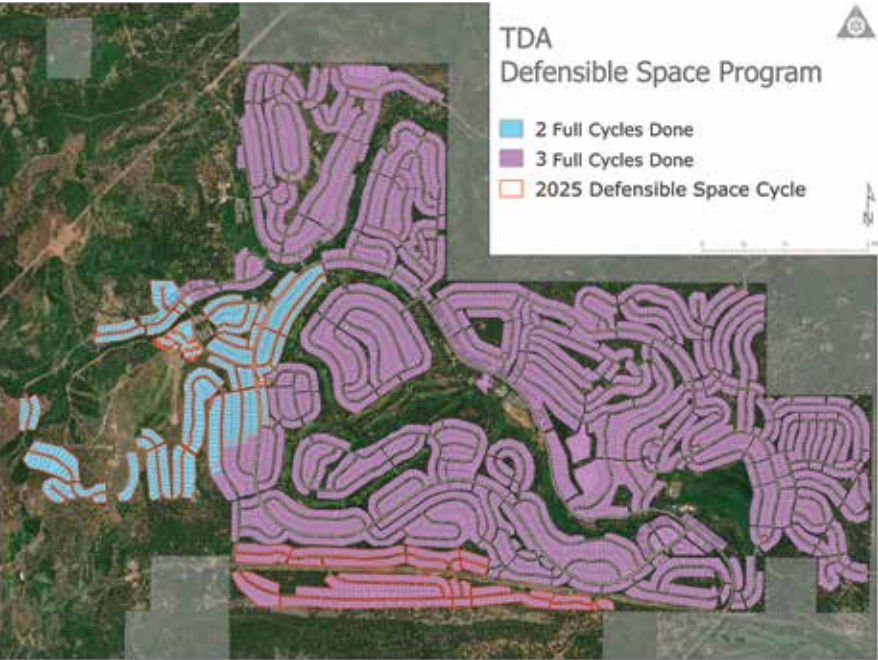 TDA
Defensible Space Program
2 Full Cycles Done
3 Full Cycles Done
2025 Defensible Space Cycle